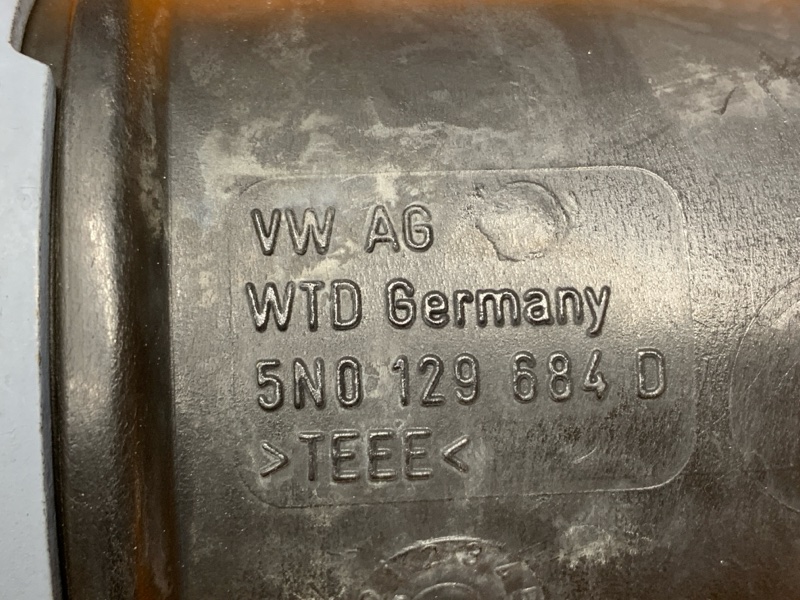 VW AG
WTD Germany
5N0 129 684 D
>TEEE<